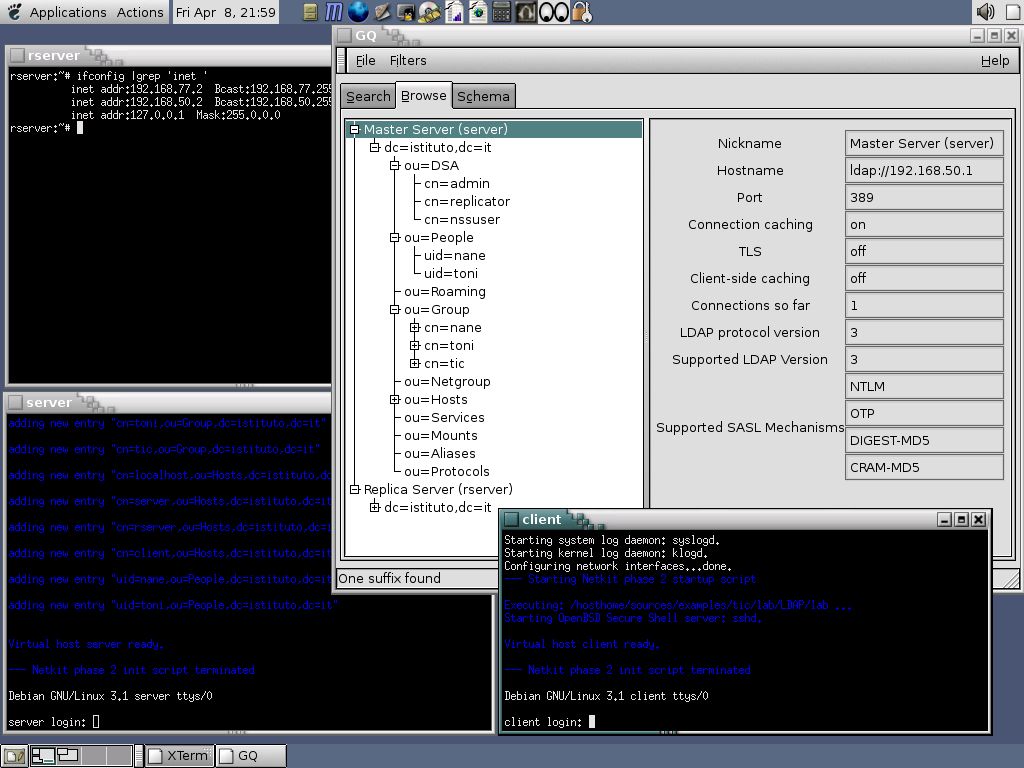 Applications Actions Fri Apr 8, 21:59
rserver
rserver:~# ifconfig |grep 'inet '
inet addr:192.168.77.2 Bcast:192.168.77.255
inet addr:192.168.50.2 Bcast:192.168.50.255
inet addr:127.0.0.1 Mask:255.0.0.0
rserver:~#
GQ
File Filters Help
Search Browse Schema
Master Server (server)
dc=istituto,dc=it
ou=DSA
cn=admin
cn=replicator
cn=nssuser
ou=People
uid=nane
uid=toni
ou=Roaming
ou=Group
cn=nane
cn=toni
cn=tic
ou=Netgroup
ou=Hosts
ou=Services
ou=Mounts
ou=Aliases
ou=Protocols
Replica Server (rserver)
dc=istituto,dc=it
Nickname Master Server (server)
Hostname ldap://192.168.50.1
Port 389
Connection caching on
TLS off
Client-side caching off
Connections so far 1
LDAP protocol version 3
Supported LDAP Version 3
Supported SASL Mechanisms NTLM
OTP
DIGEST-MD5
CRAM-MD5
One suffix found
server
adding new entry "cn=toni,ou=Group,dc=istituto,dc=it"
adding new entry "cn=tic,ou=Group,dc=istituto,dc=it"
adding new entry "cn=localhost,ou=Hosts,dc=istituto,dc
adding new entry "cn=server,ou=Hosts,dc=istituto,dc=it
adding new entry "cn=rserver,ou=Hosts,dc=istituto,dc=i
adding new entry "cn=client,ou=Hosts,dc=istituto,dc=it
adding new entry "uid=nane,ou=People,dc=istituto,dc=it
adding new entry "uid=toni,ou=People,dc=istituto,dc=it"
Virtual host server ready.
--- Netkit phase 2 init script terminated
Debian GNU/Linux 3.1 server ttys/0
server login:
client
Starting system log daemon: syslogd.
Starting kernel log daemon: klogd.
Configuring network interfaces...done.
--- Starting Netkit phase 2 startup script
Executing: /hosthome/sources/examples/tic/lab/LDAP/lab ...
Starting OpenBSD Secure Shell server: sshd.
Virtual host client ready.
--- Netkit phase 2 init script terminated
Debian GNU/Linux 3.1 client ttys/0
client login:
XTerm GQ